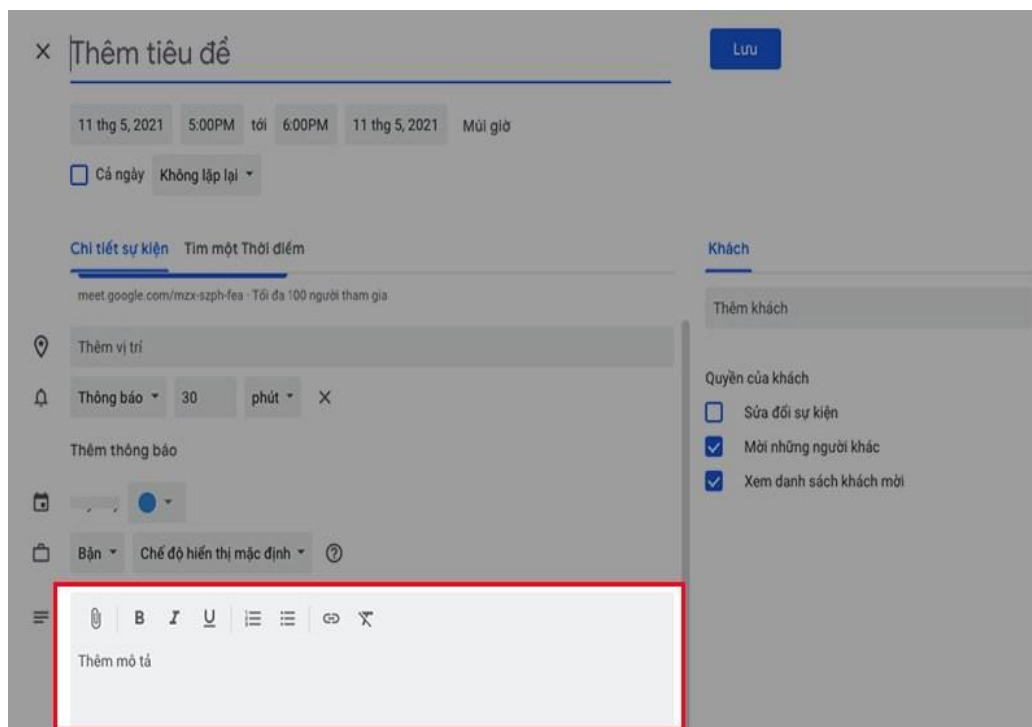 Thêm tiêu đề
Lưu
11 thg 5, 2021 5:00PM tới 6:00PM 11 thg 5, 2021 Múi giờ
Cả ngày Không lặp lại
Chi tiết sự kiện Tìm một Thời điểm
Khách
meet.google.com/mzx-szph-fea · Tối đa 100 người tham gia
Thêm khách
Thêm vị trí
Quyền của khách
Thông báo 30 phút
Sửa đổi sự kiện
Mời những người khác
Thêm thông báo
Xem danh sách khách mời
Bận Chế độ hiển thị mặc định
B I U
Thêm mô tả